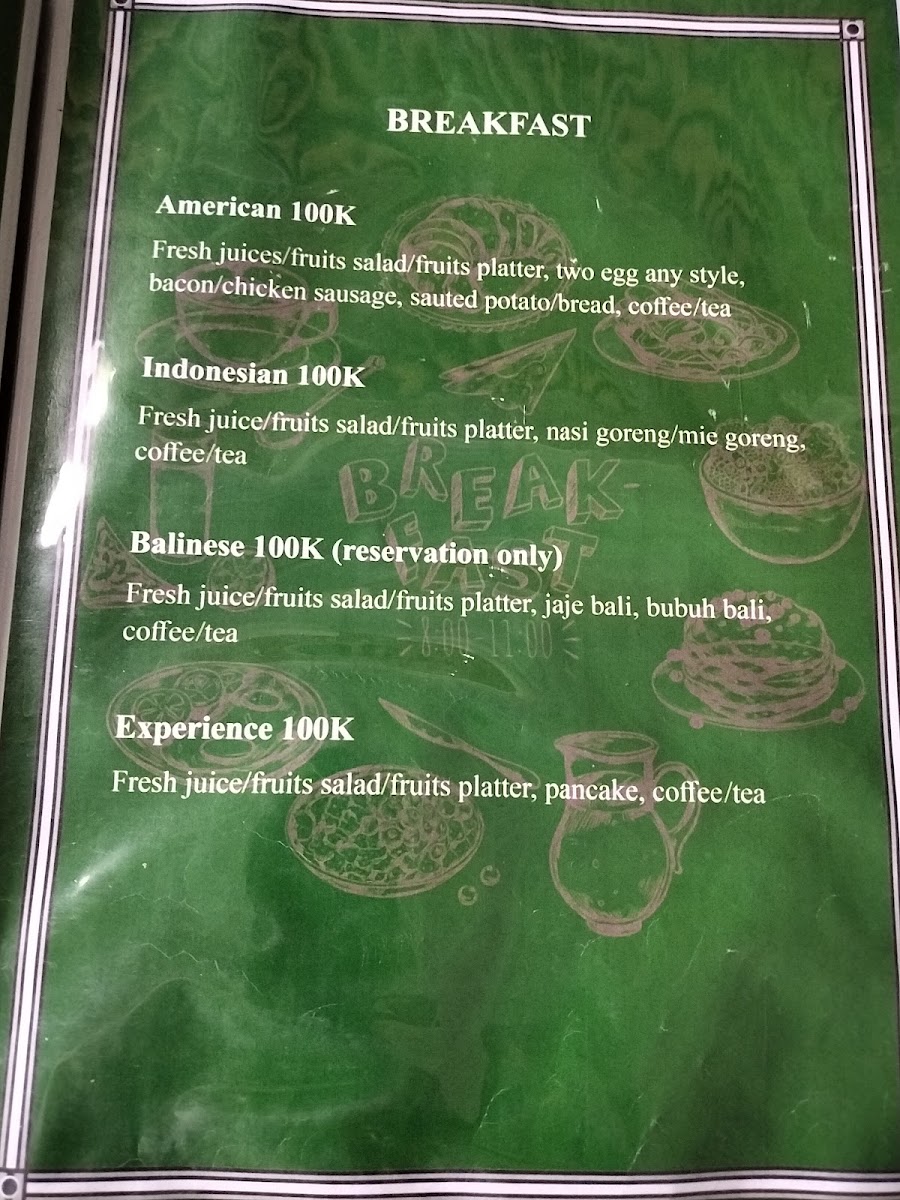 BREAKFAST
American 100K
Fresh juices/fruits salad/fruits platter, two egg any style,
bacon/chicken sausage, sauted potato/bread, coffee/tea
Indonesian 100K
Fresh juice/fruits salad/fruits platter, nasi goreng/mie goreng,
coffee/tea
BREAK-
FAST
Balinese 100K (reservation only)
Fresh juice/fruits salad/fruits platter, jaje bali, bubuh bali,
coffee/tea
8:00-11:00
Experience 100K
Fresh juice/fruits salad/fruits platter, pancake, coffee/tea